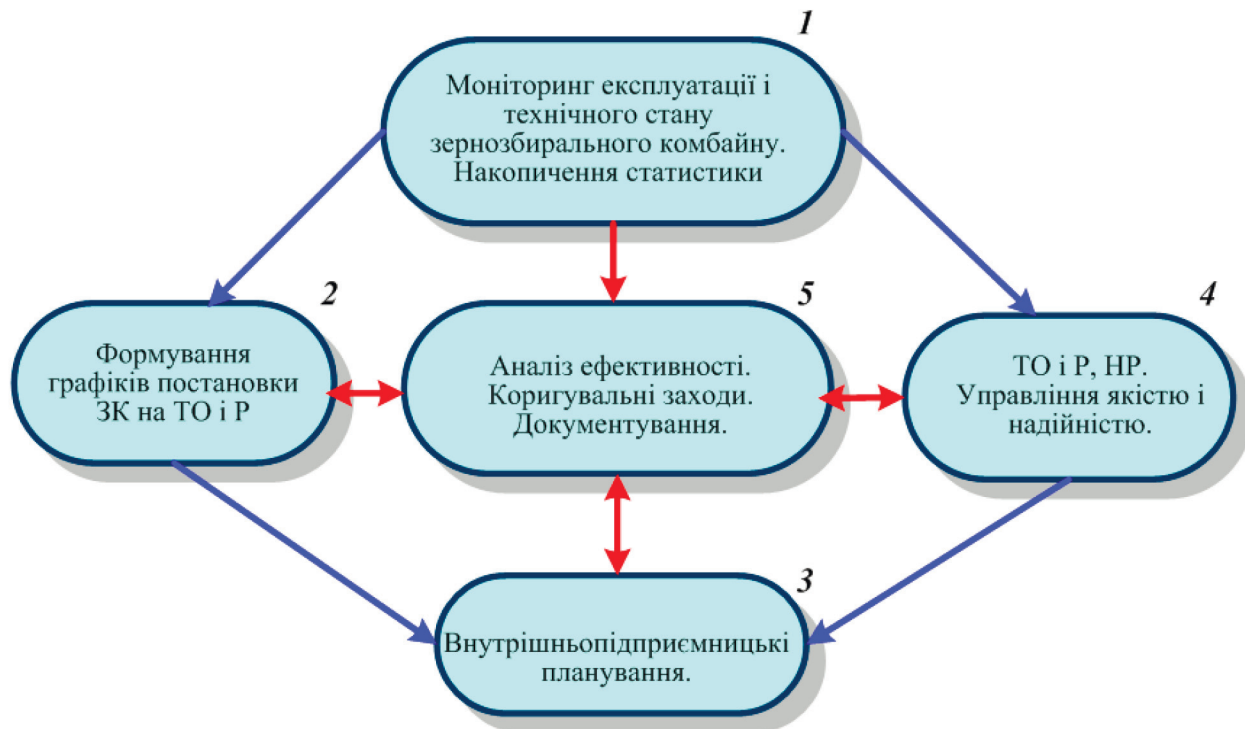 1
Моніторинг експлуатації і
технічного стану
зернозбирального комбайну.
Накопичення статистики
2
Формування
графіків постановки
ЗК на ТО і Р
5
Аналіз ефективності.
Коригувальні заходи.
Документування.
4
ТО і Р, НР.
Управління якістю і
надійністю.
3
Внутрішньопідприємницькі
планування.